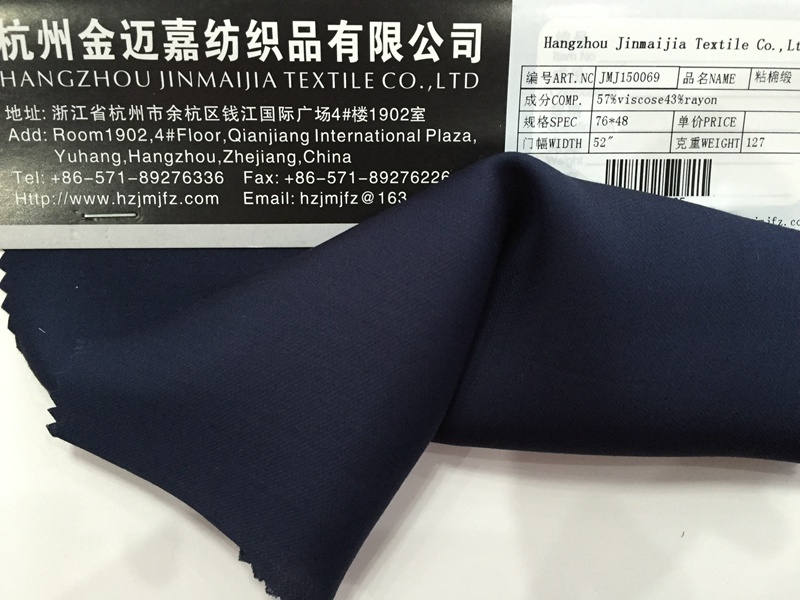 杭州金迈嘉纺织品有限公司
HANGZHOU JINMAIJIA TEXTILE CO.,LTD
地址: 浙江省杭州市余杭区钱江国际广场4#楼1902室
Add: Room1902,4#Floor,Qianjiang International Plaza,
Yuhang,Hangzhou,Zhejiang,China
Tel: +86-571-89276336 Fax: +86-571-89276226
Http://www.hzjmjfz.com Email: hzjmjfz@163
Hangzhou Jinmaijia Textile Co.,Lt
编号ART.NC JMJ150069 品名NAME 粘棉缎
成分COMP. 57%viscose43%rayon
规格SPEC 76*48 单价PRICE
门幅WIDTH 52" 克重WEIGHT 127
jmjfz.co